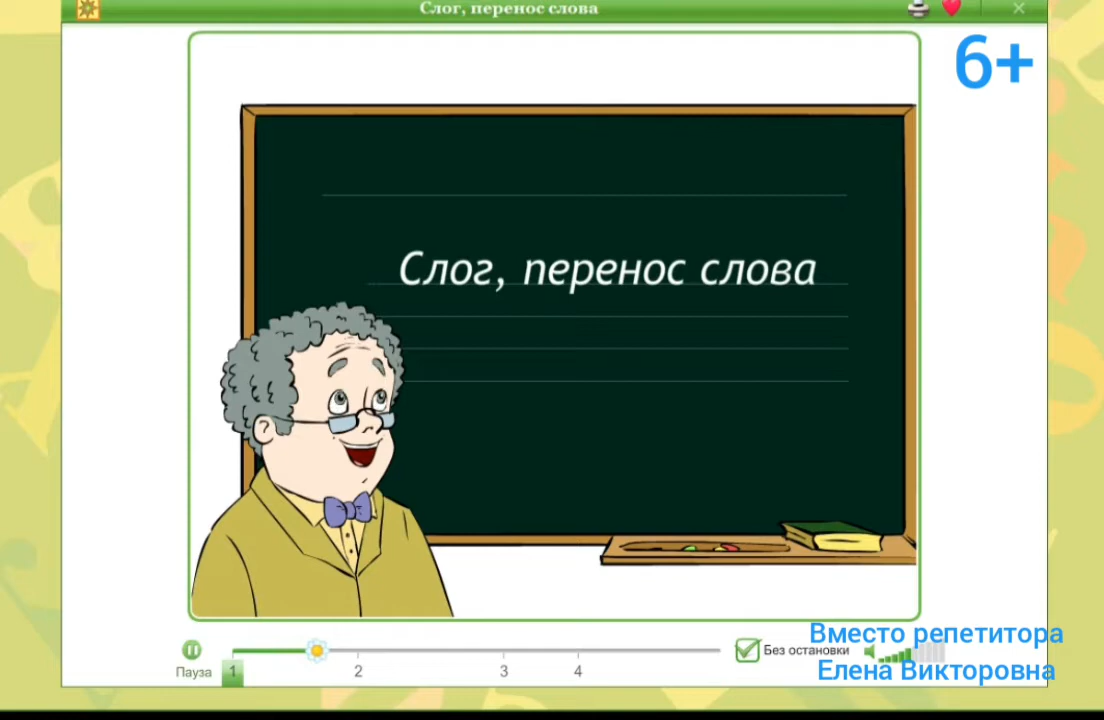 Слог, перенос слова
6+
Слог, перенос слова
Вместо репетитора
Без остановки
Елена Викторовна
Пауза 1 2 3 4